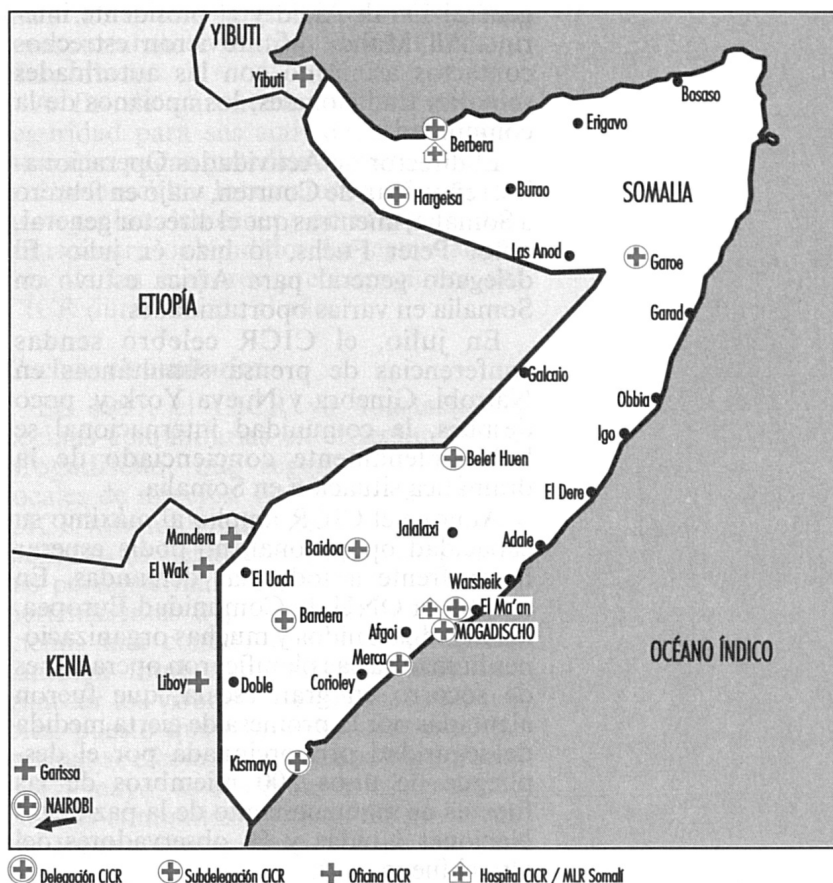 YIBUTI
Yibuti
Bosaso
Erigavo
Berbera
Burao
SOMALIA
Hargeisa
Las Anod
Garoe
ETIOPÍA
Garad
Galcaio
Obbia
Igo
Belet Huen
El Dere
Jalalaxi
Mandera
Baidoa
Adale
El Wak
El Uach
Warsheik
El Ma'an
Bardera
Afgoi
MOGADISCHO
OCÉANO ÍNDICO
KENIA
Merca
Liboy
Doble
Corioley
Kismayo
Garissa
NAIROBI
Delegación CICR Subdelegación CICR Oficina CICR Hospital CICR / MLR Somalí